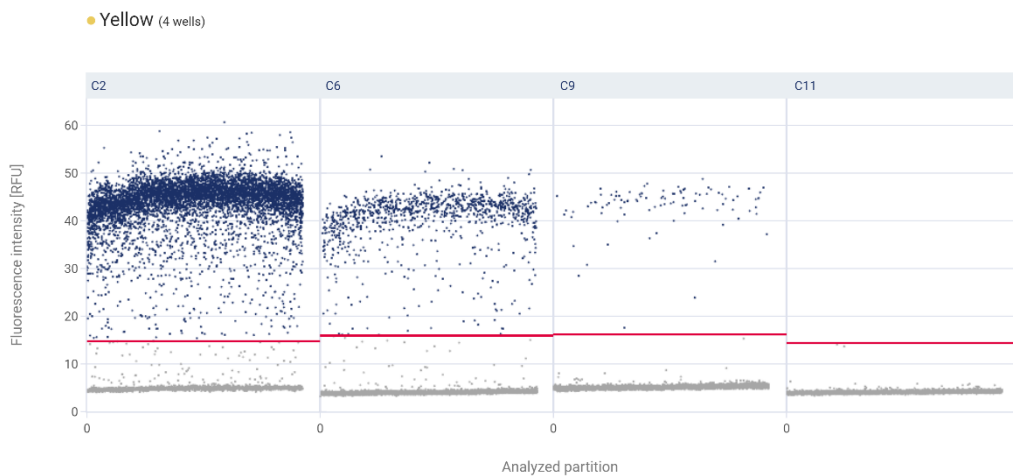 Yellow (4 wells)
C2 C6 C9 C11
60
50
40
30
20
10
0
0 0 0 0
Fluorescence intensity [RFU]
Analyzed partition